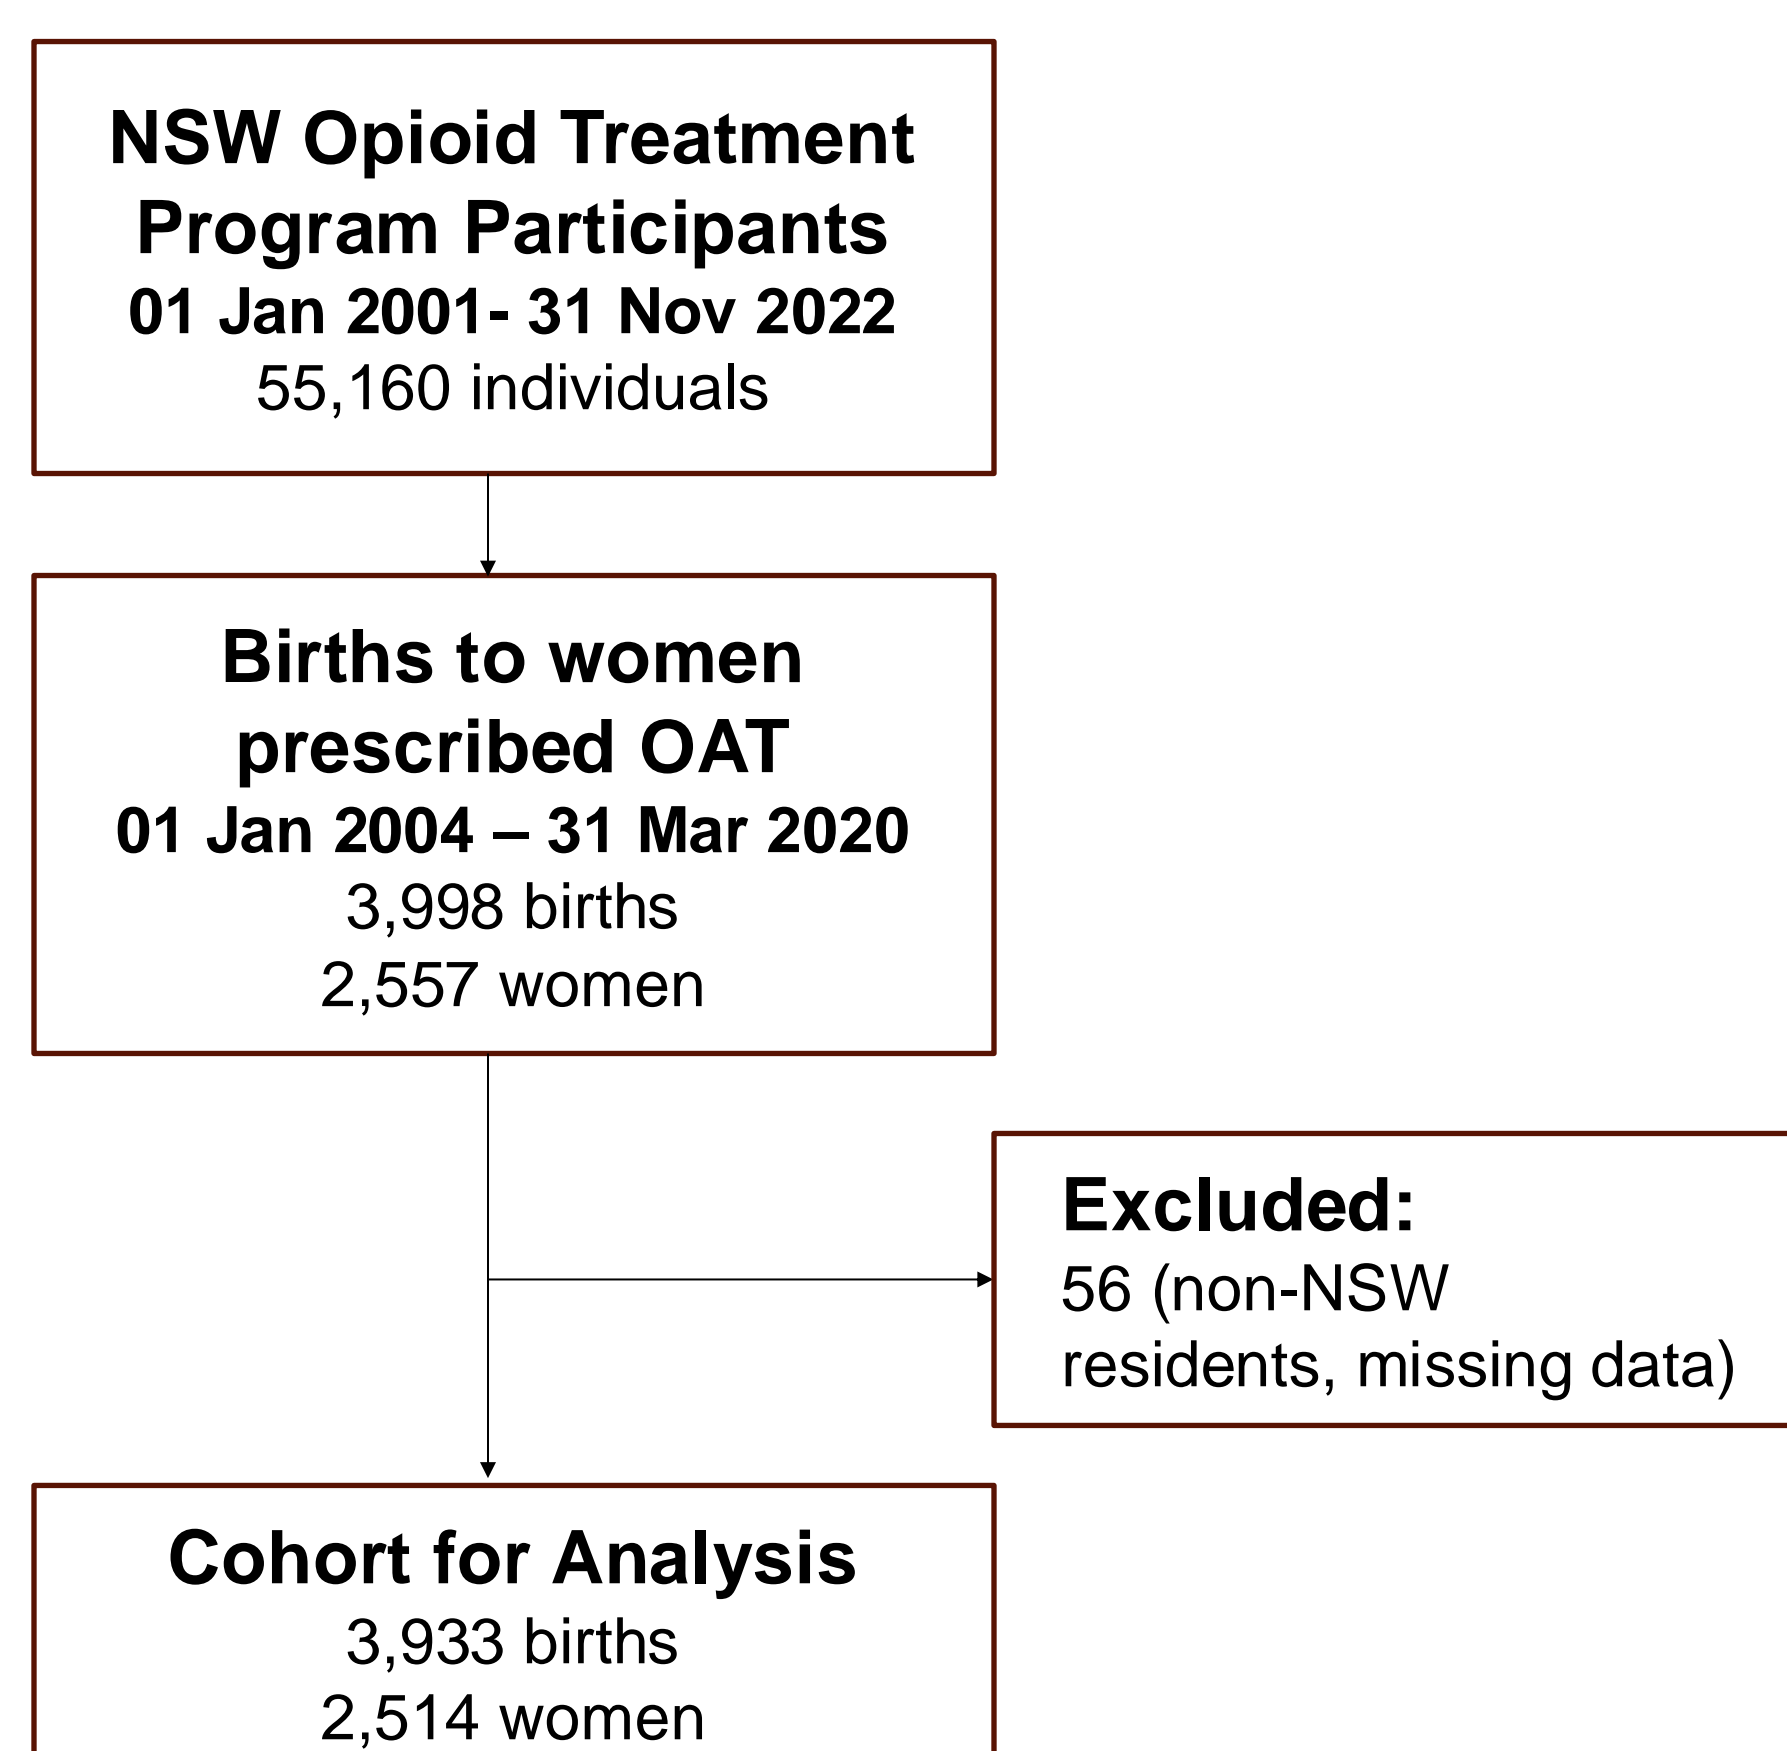 NSW Opioid Treatment
Program Participants
01 Jan 2001- 31 Nov 2022
55,160 individuals
Births to women
prescribed OAT
01 Jan 2004 – 31 Mar 2020
3,998 births
2,557 women
Excluded:
56 (non-NSW
residents, missing data)
Cohort for Analysis
3,933 births
2,514 women